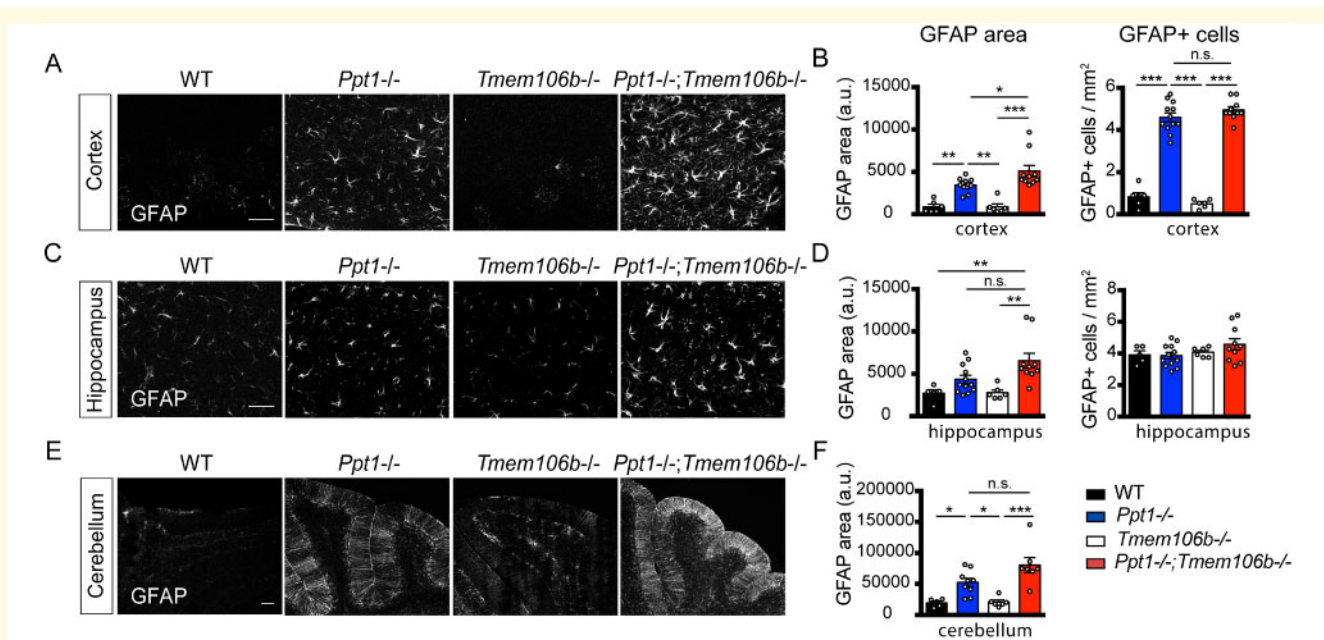 GFAP area
GFAP+ cells
A
WT
Ppt1-/-
Tmem106b-/-
Ppt1-/-;Tmem106b-/-
Cortex
GFAP
B
GFAP area (a.u.)
15000
10000
5000
0
**
**
*
***
cortex
GFAP+ cells / mm²
6
4
2
0
n.s.
***
***
***
cortex
C
WT
Ppt1-/-
Tmem106b-/-
Ppt1-/-;Tmem106b-/-
Hippocampus
GFAP
D
GFAP area (a.u.)
15000
10000
5000
0
**
n.s.
**
hippocampus
GFAP+ cells / mm²
8
6
4
2
0
hippocampus
E
WT
Ppt1-/-
Tmem106b-/-
Ppt1-/-;Tmem106b-/-
Cerebellum
GFAP
F
GFAP area (a.u.)
200000
150000
100000
50000
0
n.s.
*
*
***
cerebellum
WT
Ppt1-/-
Tmem106b-/-
Ppt1-/-;Tmem106b-/-